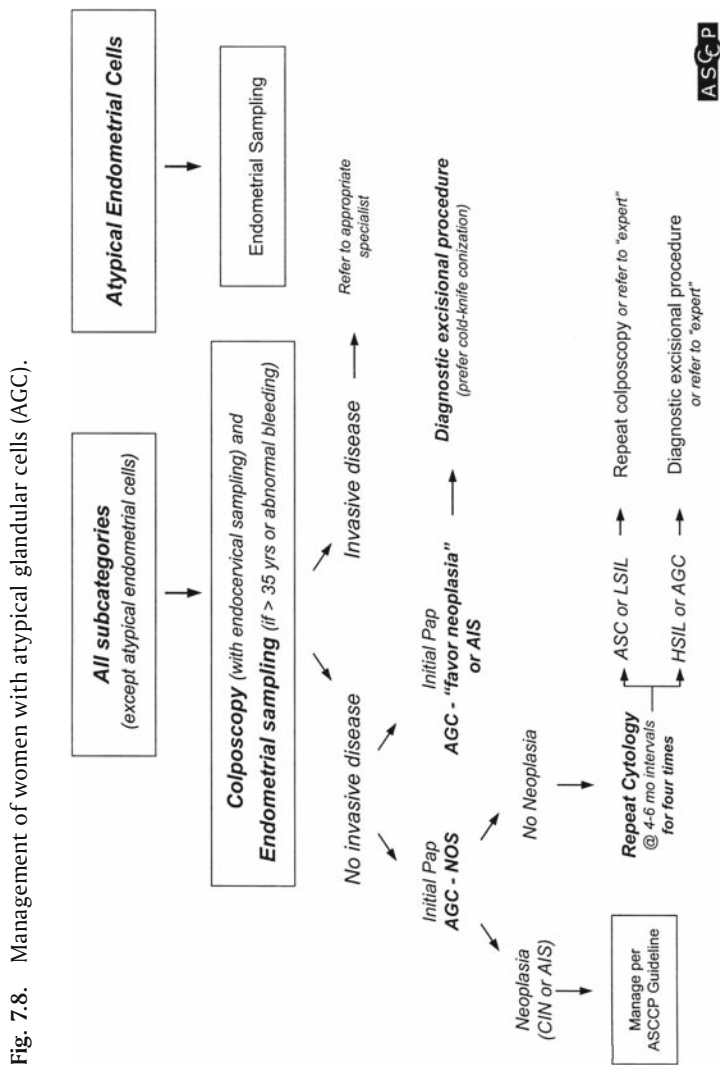 Fig. 7.8. Management of women with atypical glandular cells (AGC).
All subcategories
(except atypical endometrial cells)
Atypical Endometrial Cells
Colposcopy (with endocervical sampling) and
Endometrial sampling (if > 35 yrs or abnormal bleeding)
Endometrial Sampling
No invasive disease
Invasive disease
Refer to appropriate
specialist
Initial Pap
AGC - NOS
Initial Pap
AGC - "favor neoplasia"
or AIS
Diagnostic excisional procedure
(prefer cold-knife conization)
Neoplasia
(CIN or AIS)
No Neoplasia
Manage per
ASCCP Guideline
Repeat Cytology
@ 4-6 mo intervals
for four times
ASC or LSIL
Repeat colposcopy or refer to "expert"
HSIL or AGC
Diagnostic excisional procedure
or refer to "expert"
ASCCP